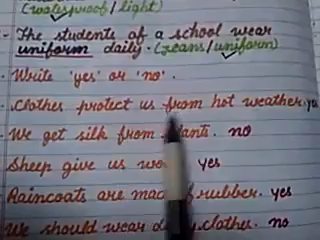 (waterproof/light)
- The students of a school wear
uniform daily. (jeans/uniform)
- Write 'yes' or 'no'.
- Clothes protect us from hot weather. yes
- We get silk from plants. no
Sheep give us yes
Raincoats are made of rubber. yes
We should wear clothes. no